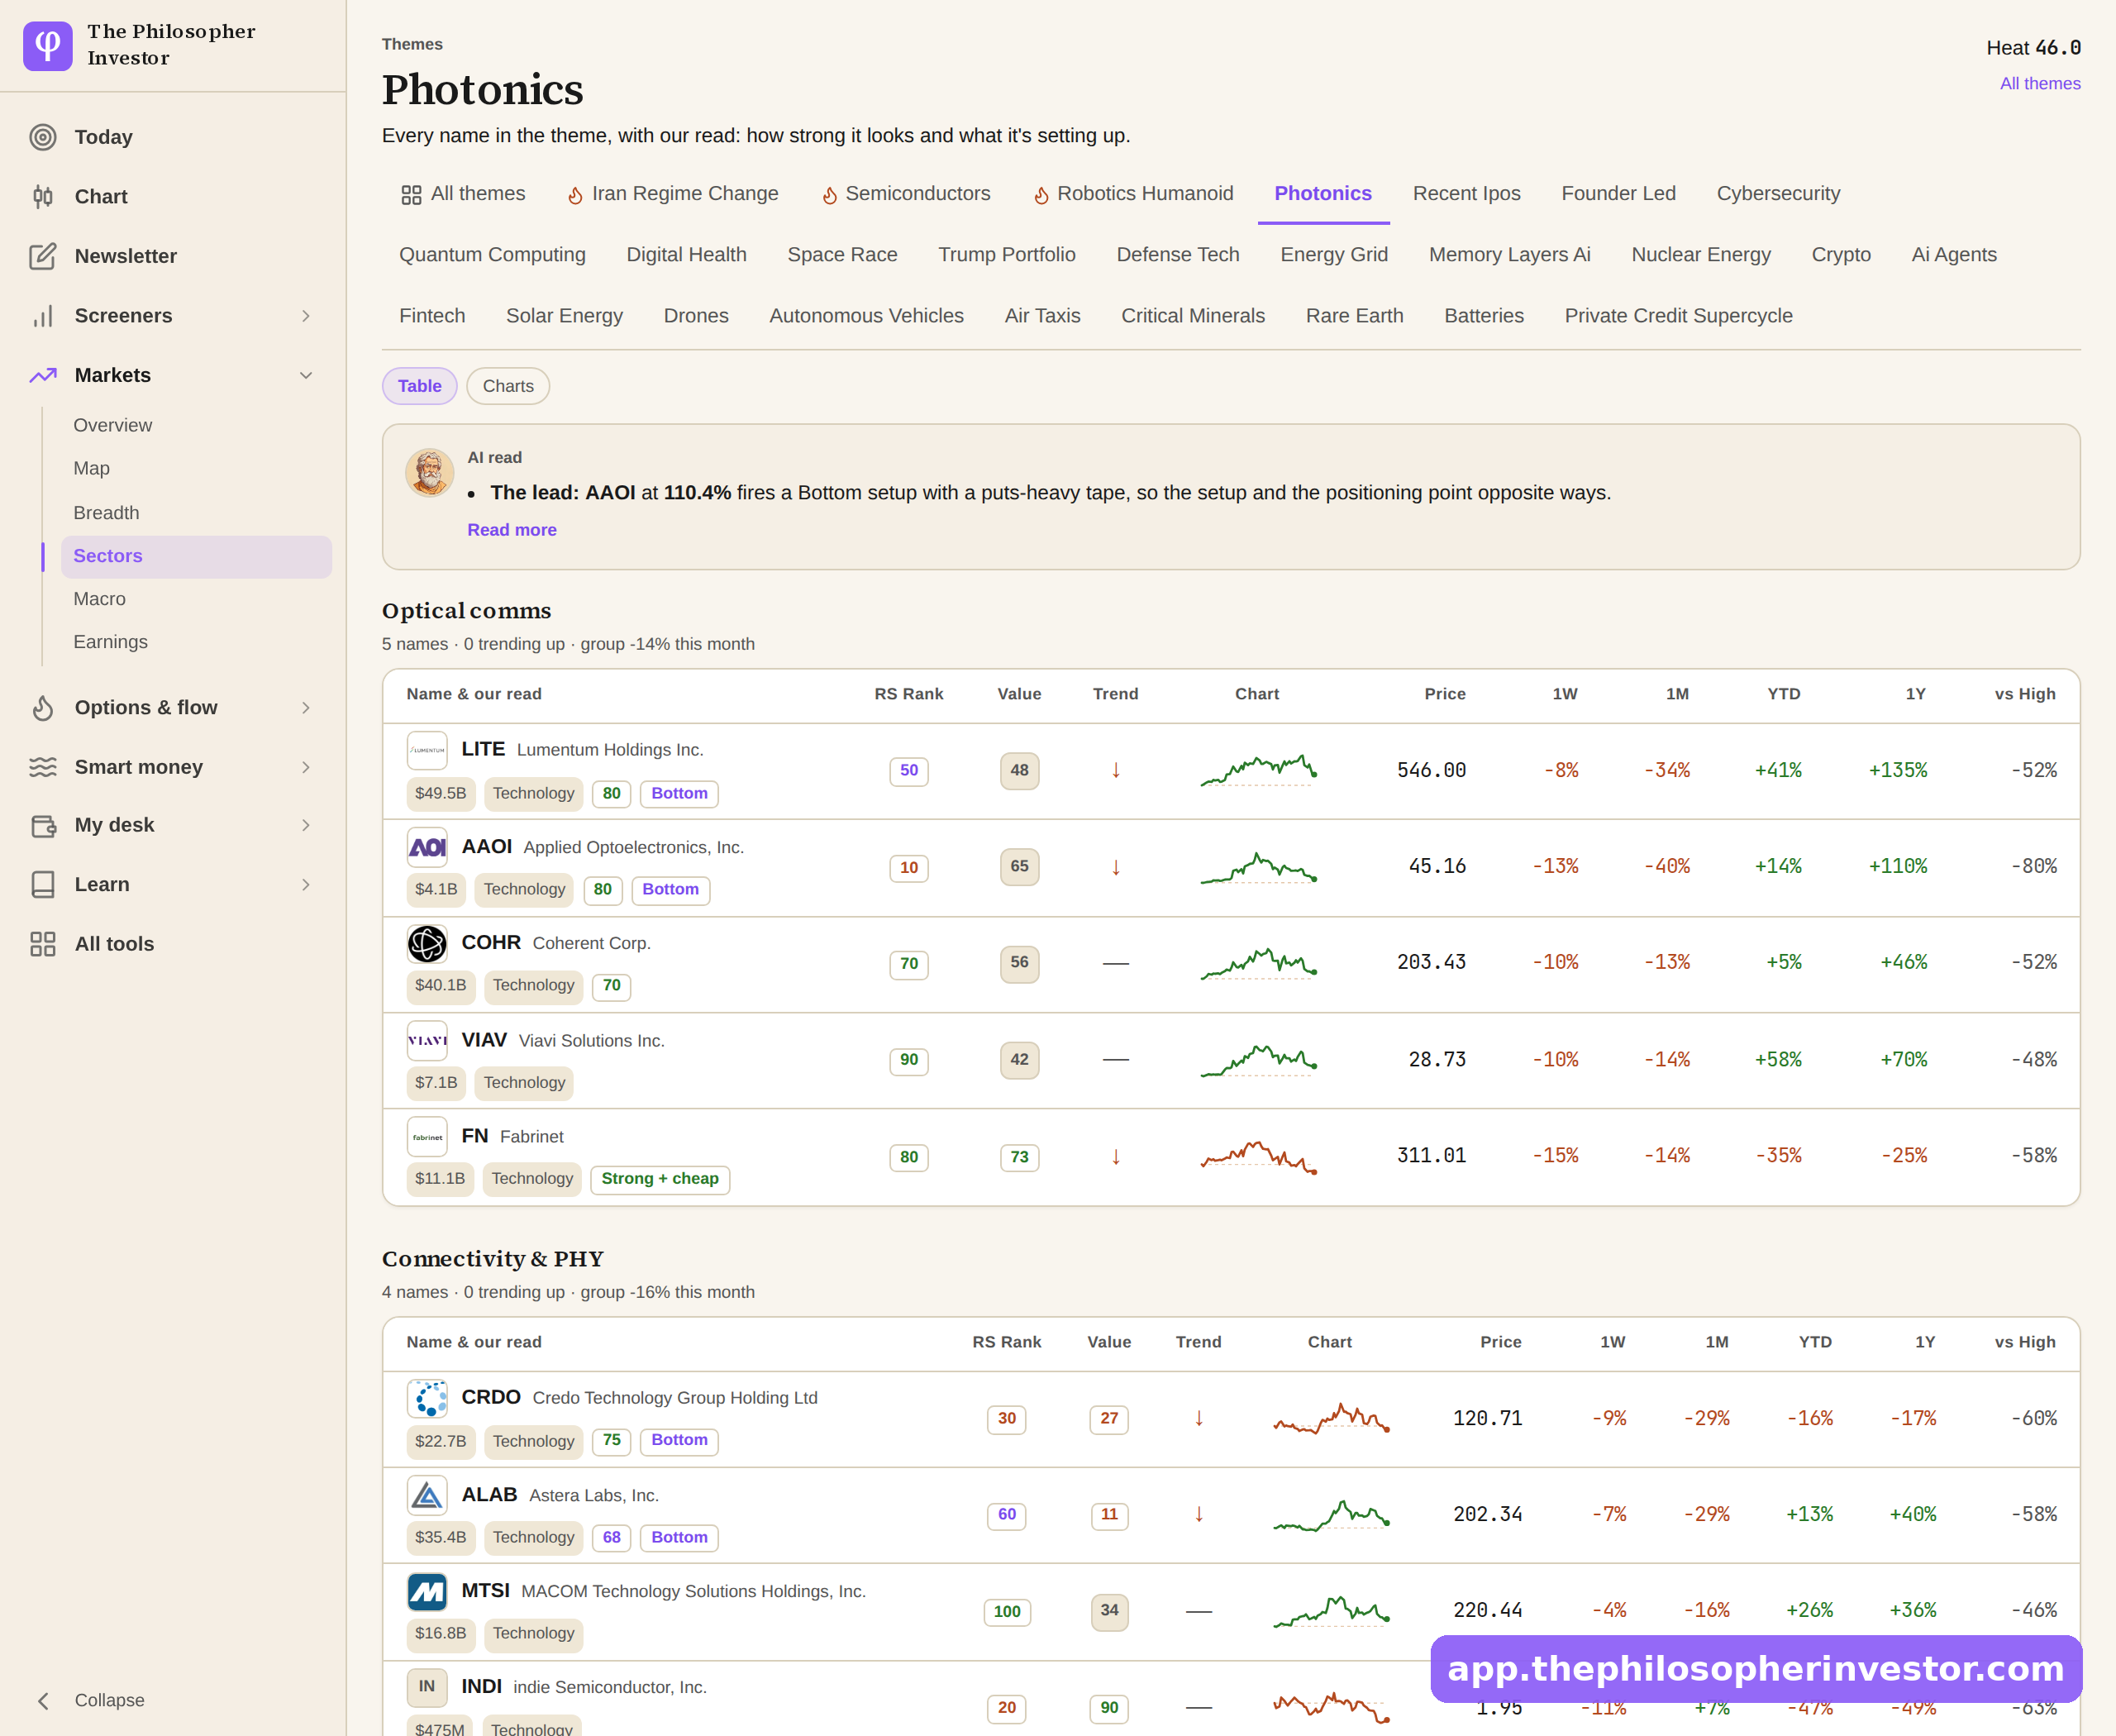 φ The Philosopher
Investor
Today
Chart
Newsletter
Screeners
Markets
Overview
Map
Breadth
Sectors
Macro
Earnings
Options & flow
Smart money
My desk
Learn
All tools
Collapse
Themes
Heat 46.0
Photonics
All themes
Every name in the theme, with our read: how strong it looks and what it's setting up.
All themes Iran Regime Change Semiconductors Robotics Humanoid Photonics Recent Ipos Founder Led Cybersecurity
Quantum Computing Digital Health Space Race Trump Portfolio Defense Tech Energy Grid Memory Layers Ai Nuclear Energy Crypto Ai Agents
Fintech Solar Energy Drones Autonomous Vehicles Air Taxis Critical Minerals Rare Earth Batteries Private Credit Supercycle
Table Charts
AI read
• The lead: AAOI at 110.4% fires a Bottom setup with a puts-heavy tape, so the setup and the positioning point opposite ways.
Read more
Optical comms
5 names · 0 trending up · group -14% this month
Name & our read RS Rank Value Trend Chart Price 1W 1M YTD 1Y vs High
LUMENTUM LITE Lumentum Holdings Inc.
$49.5B Technology 80 Bottom 50 48 ↓ 546.00 -8% -34% +41% +135% -52%
AOI AAOI Applied Optoelectronics, Inc.
$4.1B Technology 80 Bottom 10 65 ↓ 45.16 -13% -40% +14% +110% -80%
COHR Coherent Corp.
$40.1B Technology 70 70 56 — 203.43 -10% -13% +5% +46% -52%
VIAVI VIAV Viavi Solutions Inc.
$7.1B Technology 90 42 — 28.73 -10% -14% +58% +70% -48%
fabrinet FN Fabrinet
$11.1B Technology Strong + cheap 80 73 ↓ 311.01 -15% -14% -35% -25% -58%
Connectivity & PHY
4 names · 0 trending up · group -16% this month
Name & our read RS Rank Value Trend Chart Price 1W 1M YTD 1Y vs High
CRDO Credo Technology Group Holding Ltd
$22.7B Technology 75 Bottom 30 27 ↓ 120.71 -9% -29% -16% -17% -60%
ALAB Astera Labs, Inc.
$35.4B Technology 68 Bottom 60 11 ↓ 202.34 -7% -29% +13% +40% -58%
MTSI MACOM Technology Solutions Holdings, Inc.
$16.8B Technology 100 34 — 220.44 -4% -16% +26% +36% -46%
IN INDI indie Semiconductor, Inc.
$475M Technology 20 90 — 1.95 -11% +7% -47% -49% -63%
app.thephilosopherinvestor.com